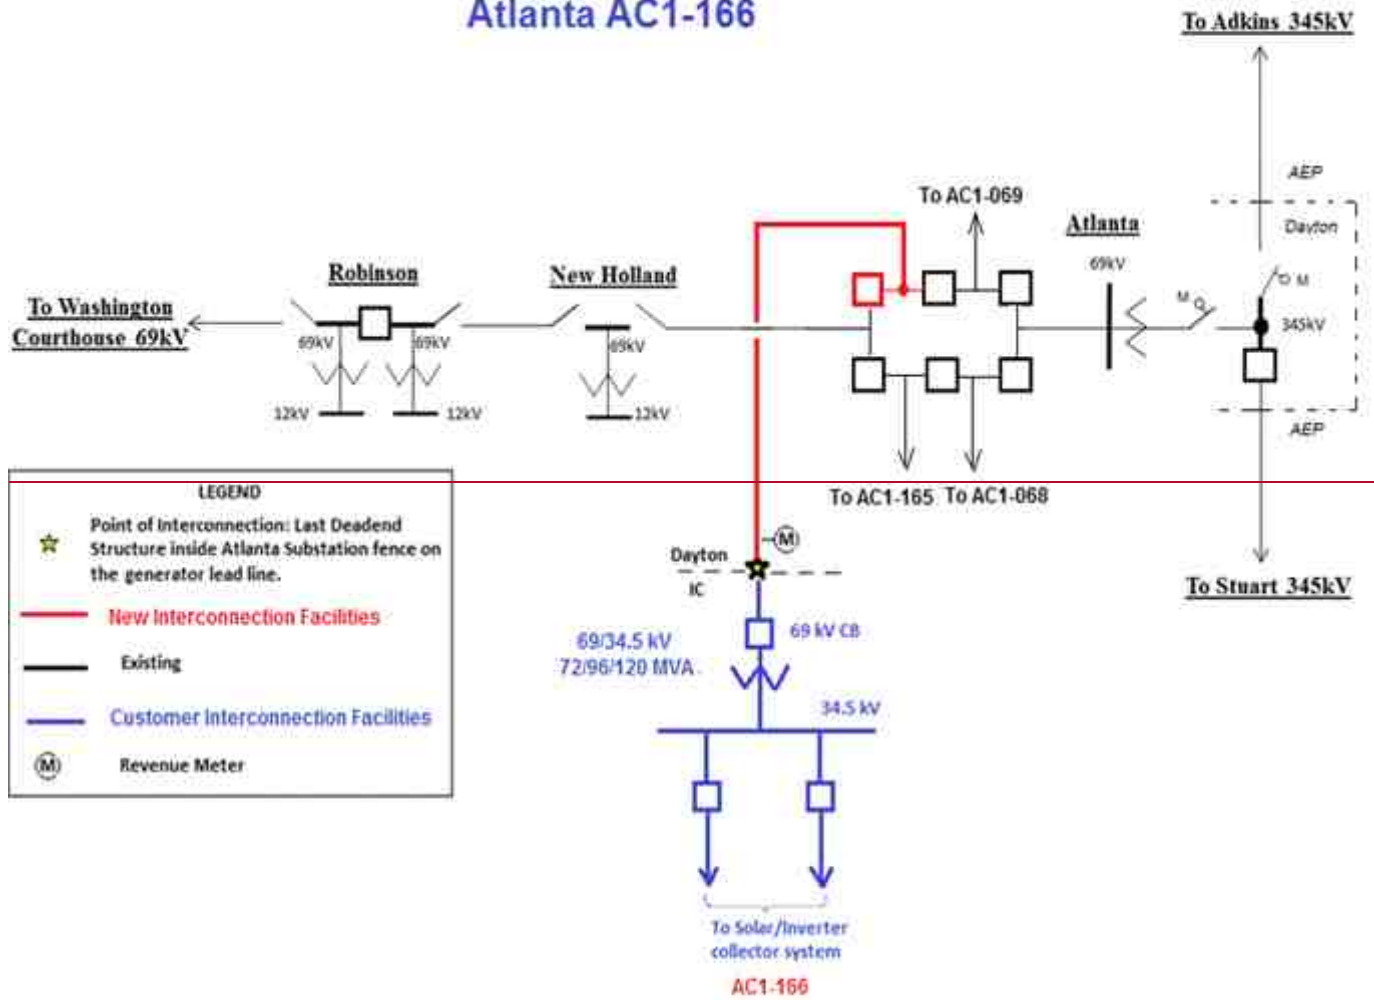 Atlanta AC1-166
To Adkins 345kV
AEP
Dayton
To AC1-069
Atlanta
69kV
M
M
345kV
Robinson
New Holland
To Washington
Courthouse 69kV
69kV
69kV
69kV
12kV
12kV
12kV
AEP
To AC1-165
To AC1-068
To Stuart 345kV
LEGEND
Point of Interconnection: Last Deadend
Structure inside Atlanta Substation fence on
the generator lead line.
New Interconnection Facilities
Existing
Customer Interconnection Facilities
M
Revenue Meter
M
Dayton
IC
69/34.5 kV
72/96/120 MVA
69 kV CB
34.5 kV
To Solar/Inverter
collector system
AC1-166